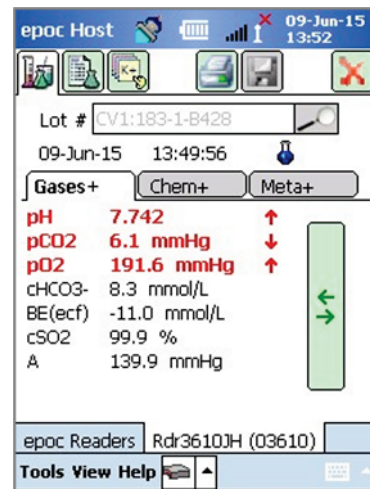 epoc Host 09-Jun-15
13:52
Lot # CV1:183-1-B428
09-Jun-15 13:49:56
Gases+ Chem+ Meta+
pH 7.742 ↑
pCO2 6.1 mmHg ↓
pO2 191.6 mmHg ↑
cHCO3- 8.3 mmol/L
BE(ecf) -11.0 mmol/L
cSO2 99.9 %
A 139.9 mmHg
epoc Readers Rdr3610JH (03610)
Tools View Help